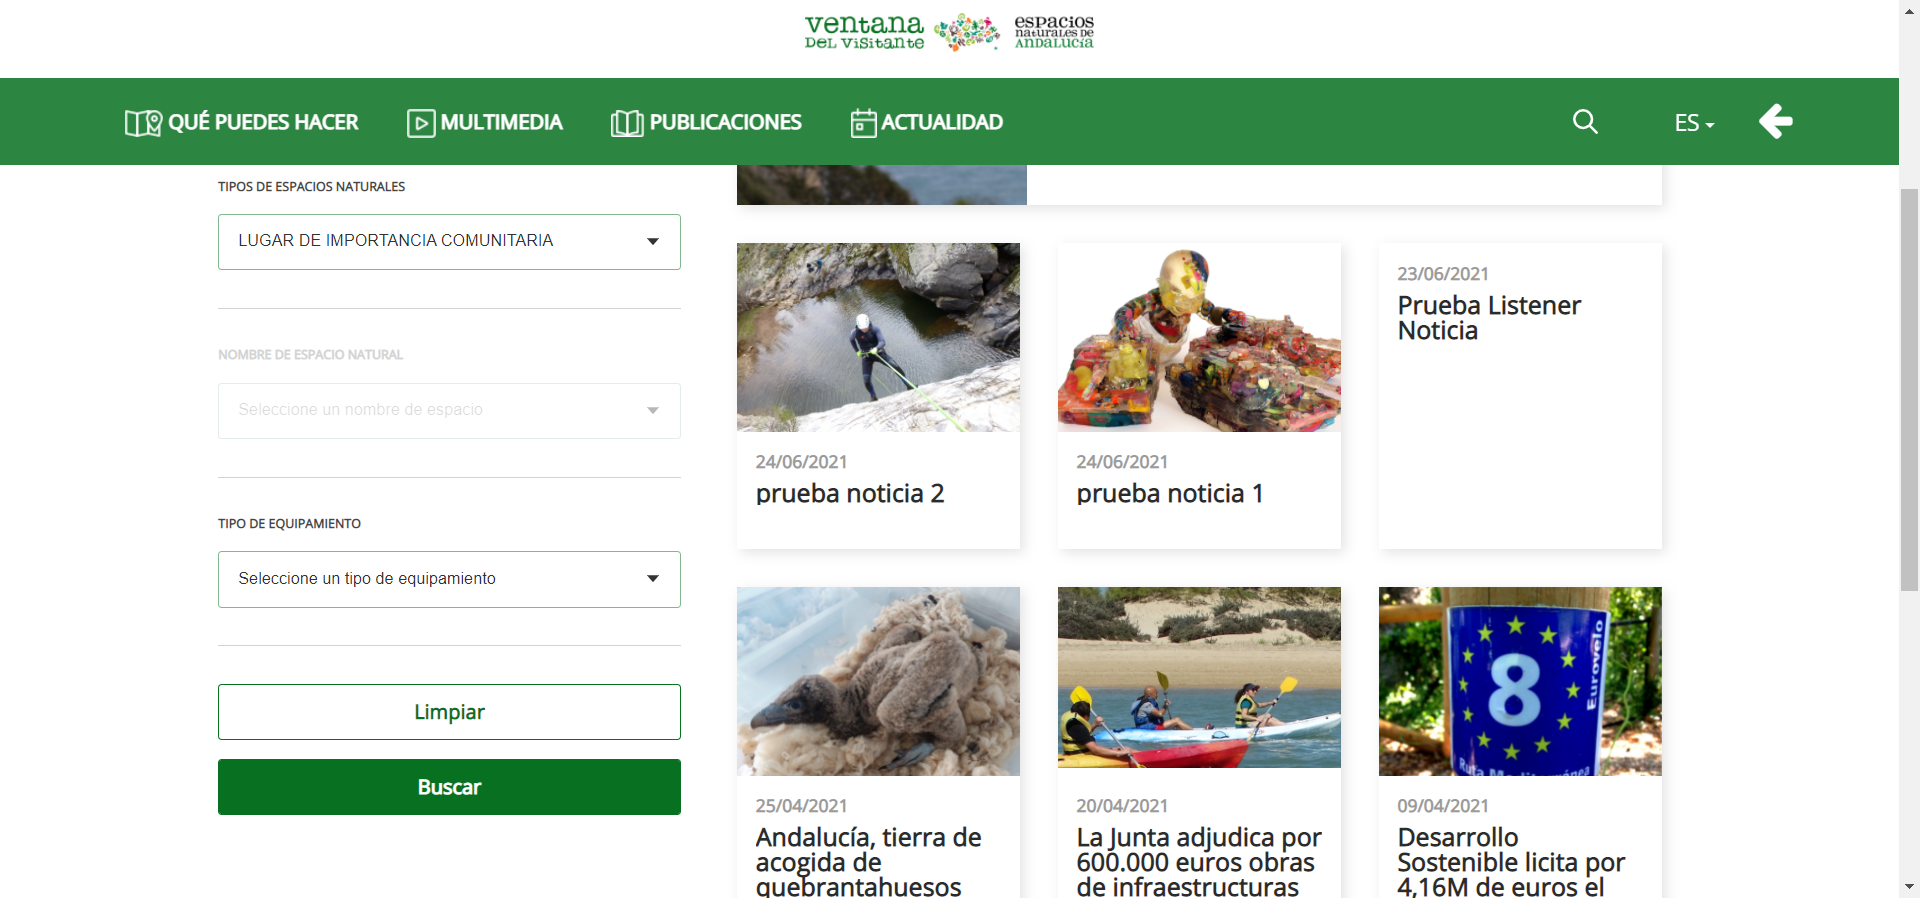 ventana
DEL VISITANTE
ESPACIOS
NATURALES DE
ANDALUCÍA
QUÉ PUEDES HACER
MULTIMEDIA
PUBLICACIONES
ACTUALIDAD
ES
TIPOS DE ESPACIOS NATURALES
LUGAR DE IMPORTANCIA COMUNITARIA
NOMBRE DE ESPACIO NATURAL
Seleccione un nombre de espacio
TIPO DE EQUIPAMIENTO
Seleccione un tipo de equipamiento
Limpiar
Buscar
24/06/2021
prueba noticia 2
24/06/2021
prueba noticia 1
23/06/2021
Prueba Listener
Noticia
25/04/2021
Andalucía, tierra de
acogida de
quebrantahuesos
20/04/2021
La Junta adjudica por
600.000 euros obras
de infraestructuras
8
Eurovelo
Ruta Mediterránea
09/04/2021
Desarrollo
Sostenible licita por
4,16M de euros el